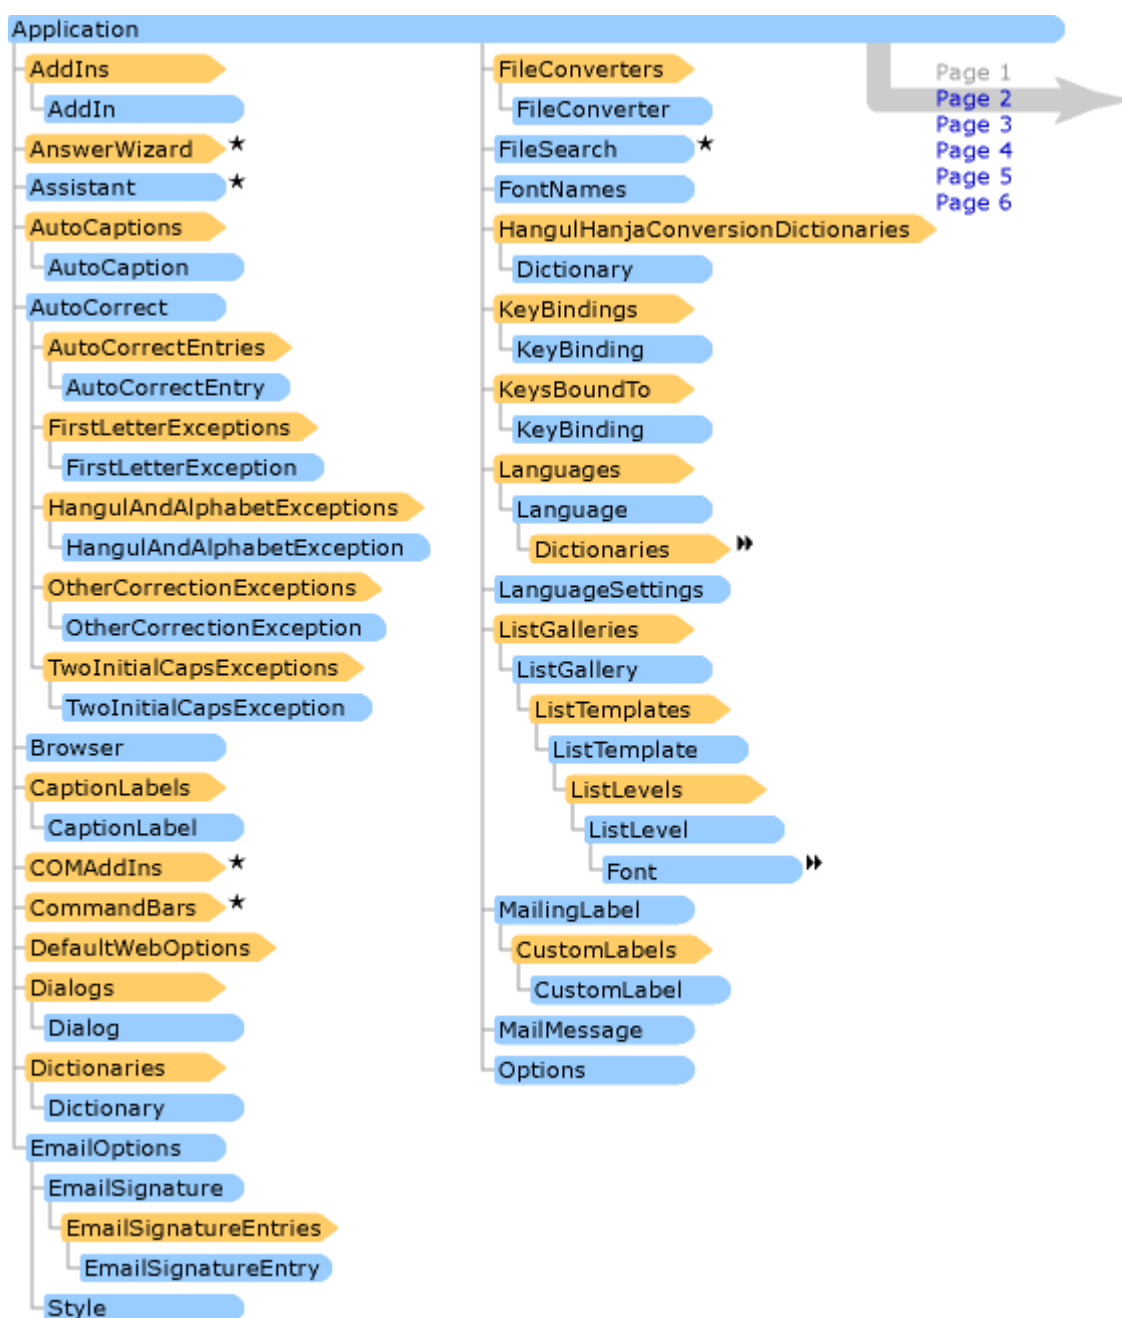 Application
AddIns
AddIn
AnswerWizard
Assistant
AutoCaptions
AutoCaption
AutoCorrect
AutoCorrectEntries
AutoCorrectEntry
FirstLetterExceptions
FirstLetterException
HangulAndAlphabetExceptions
HangulAndAlphabetException
OtherCorrectionExceptions
OtherCorrectionException
TwoInitialCapsExceptions
TwoInitialCapsException
Browser
CaptionLabels
CaptionLabel
COMAddIns
CommandBars
DefaultWebOptions
Dialogs
Dialog
Dictionaries
Dictionary
EmailOptions
EmailSignature
EmailSignatureEntries
EmailSignatureEntry
Style
FileConverters
FileConverter
FileSearch
FontNames
HangulHanjaConversionDictionaries
Dictionary
KeyBindings
KeyBinding
KeysBoundTo
KeyBinding
Languages
Language
Dictionaries
LanguageSettings
ListGalleries
ListGallery
ListTemplates
ListTemplate
ListLevels
ListLevel
Font
MailingLabel
CustomLabels
CustomLabel
MailMessage
Options
Page 1
Page 2
Page 3
Page 4
Page 5
Page 6